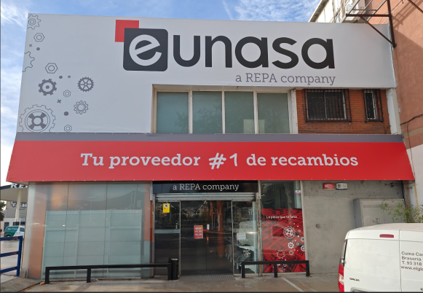 eunasa
a REPA company
Tu proveedor #1 de recambios
a REPA company